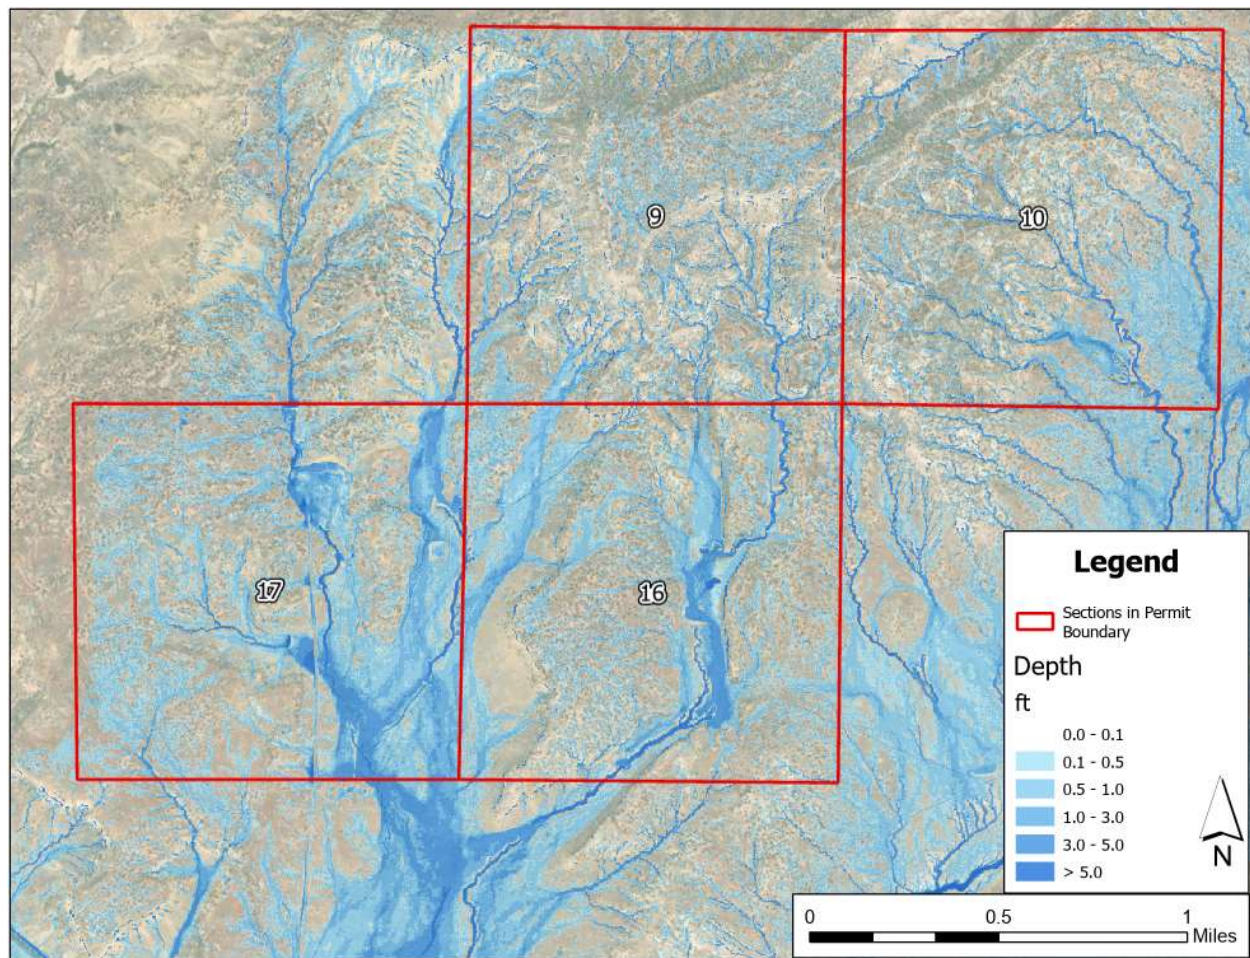 9
10
17
16
Legend
Sections in Permit
Boundary
Depth
ft
0.0 - 0.1
0.1 - 0.5
0.5 - 1.0
1.0 - 3.0
3.0 - 5.0
> 5.0
N
0 0.5 1
Miles